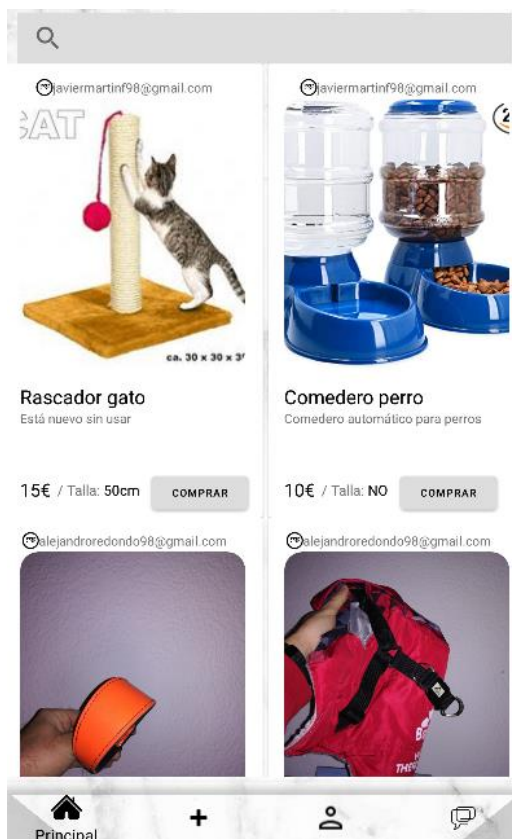 javiermartinf98@gmail.com
javiermartinf98@gmail.com
CAT
ca. 30 x 30 x 3
Rascador gato
Está nuevo sin usar
Comedero perro
Comedero automático para perros
15€ / Talla: 50cm
COMPRAR
10€ / Talla: NO
COMPRAR
alejandroredondo98@gmail.com
alejandroredondo98@gmail.com
Principal